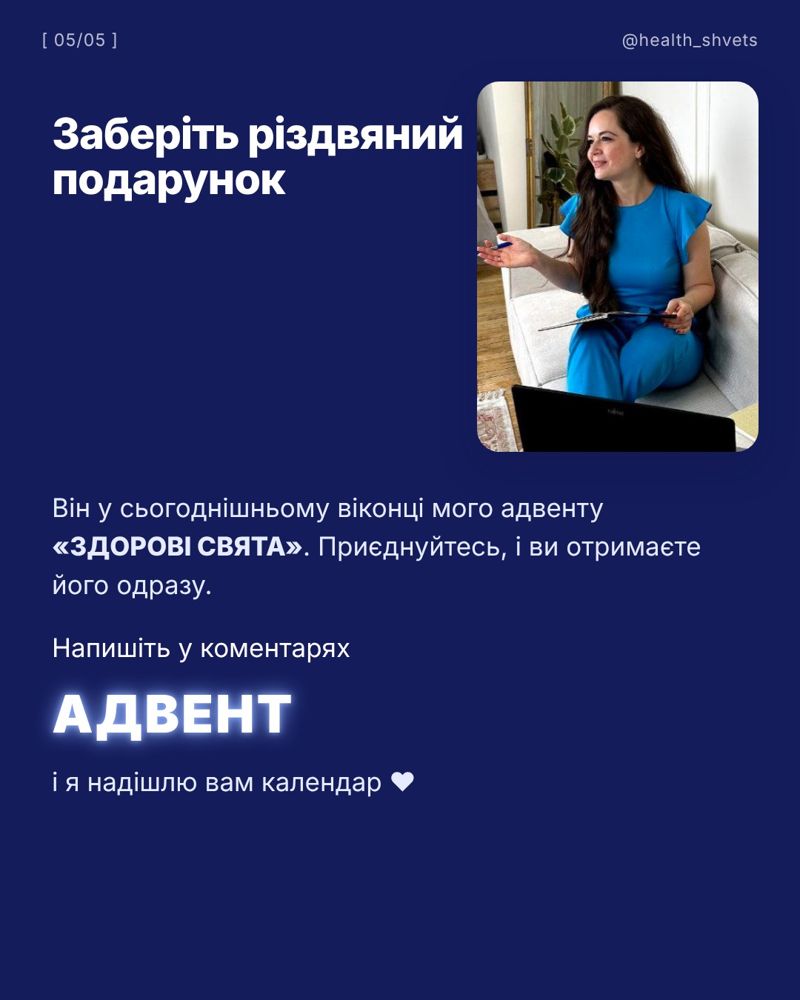 [ 05/05 ]
@health_shvets
Заберіть різдвяний
подарунок
Він у сьогоднішньому віконці мого адвенту
«ЗДОРОВІ СВЯТА». Приєднуйтесь, і ви отримаєте
його одразу.
Напишіть у коментарях
АДВЕНТ
і я надішлю вам календар ♥